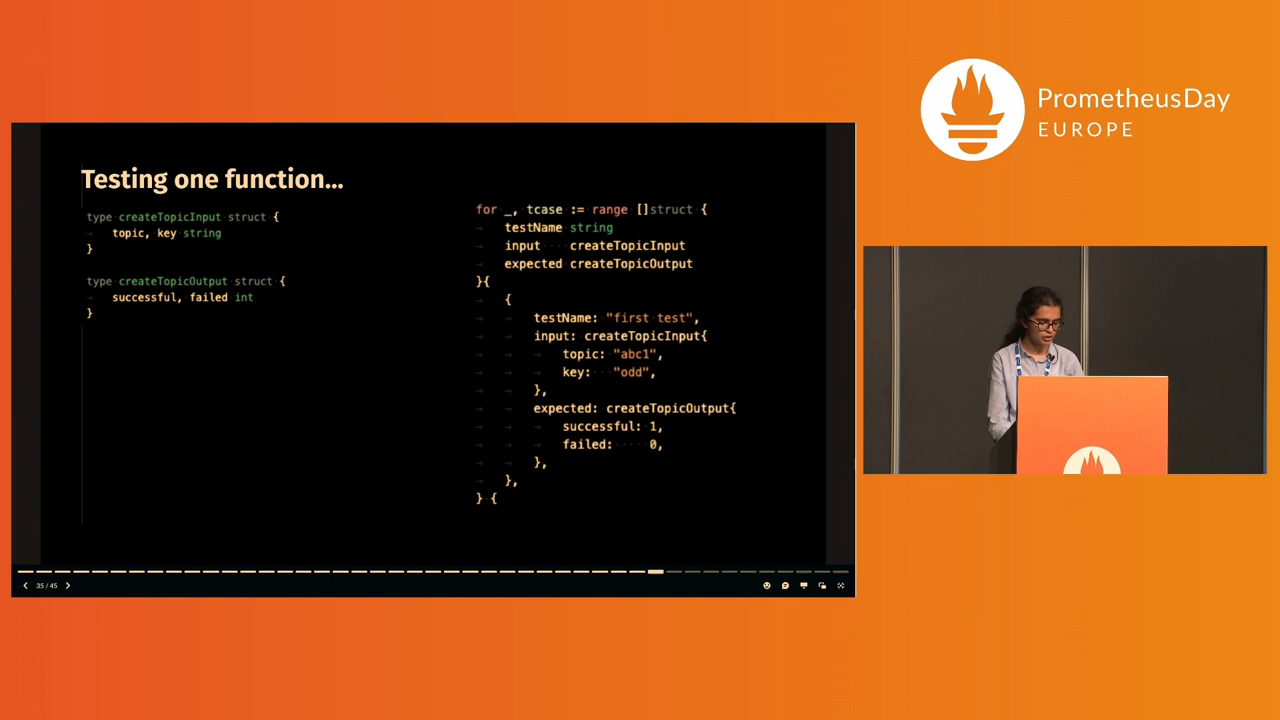 PrometheusDay
EUROPE
Testing one function...
type createTopicInput struct {
topic, key string
}
type createTopicOutput struct {
successful, failed int
}
for _, tcase := range []struct {
testName string
input createTopicInput
expected createTopicOutput
}{
{
testName: "first test",
input: createTopicInput{
topic: "abc1",
key: "odd",
},
expected: createTopicOutput{
successful: 1,
failed: 0,
},
},
} {
35 / 45